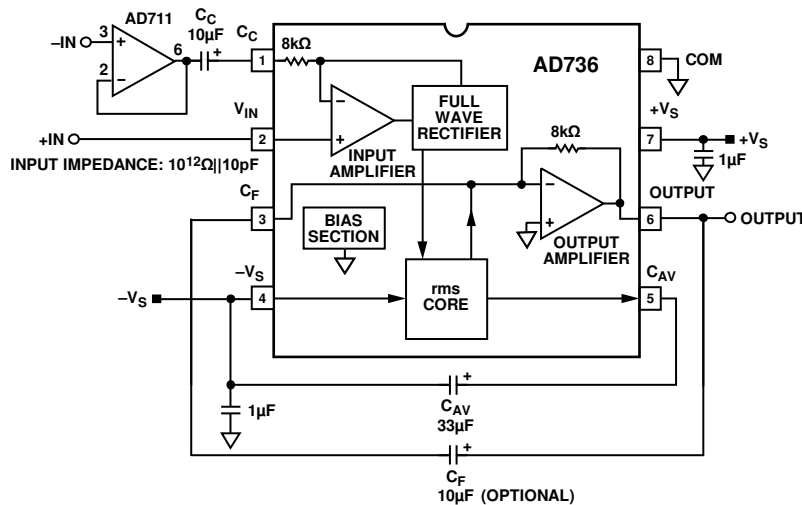 AD711
–IN
3
+
2
–
6
C_C
10µF
+
C_C
1
8kΩ
AD736
8
COM
V_IN
+IN
2
INPUT IMPEDANCE: 10^12Ω||10pF
–
+
INPUT
AMPLIFIER
FULL
WAVE
RECTIFIER
+V_S
7
+V_S
1µF
8kΩ
C_F
3
BIAS
SECTION
–
+
OUTPUT
AMPLIFIER
OUTPUT
6
OUTPUT
–V_S
–V_S
4
rms
CORE
C_AV
5
1µF
+
C_AV
33µF
+
C_F
10µF (OPTIONAL)